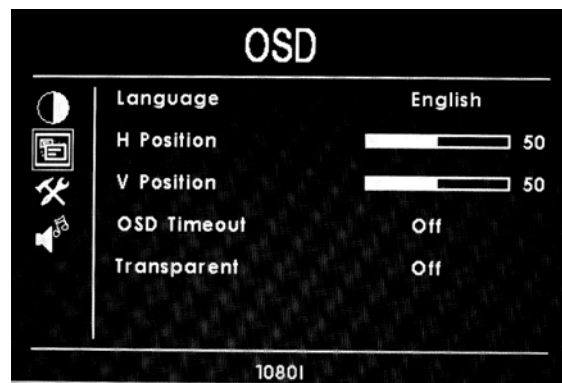 OSD
Language English
H Position 50
V Position 50
OSD Timeout Off
Transparent Off
1080I